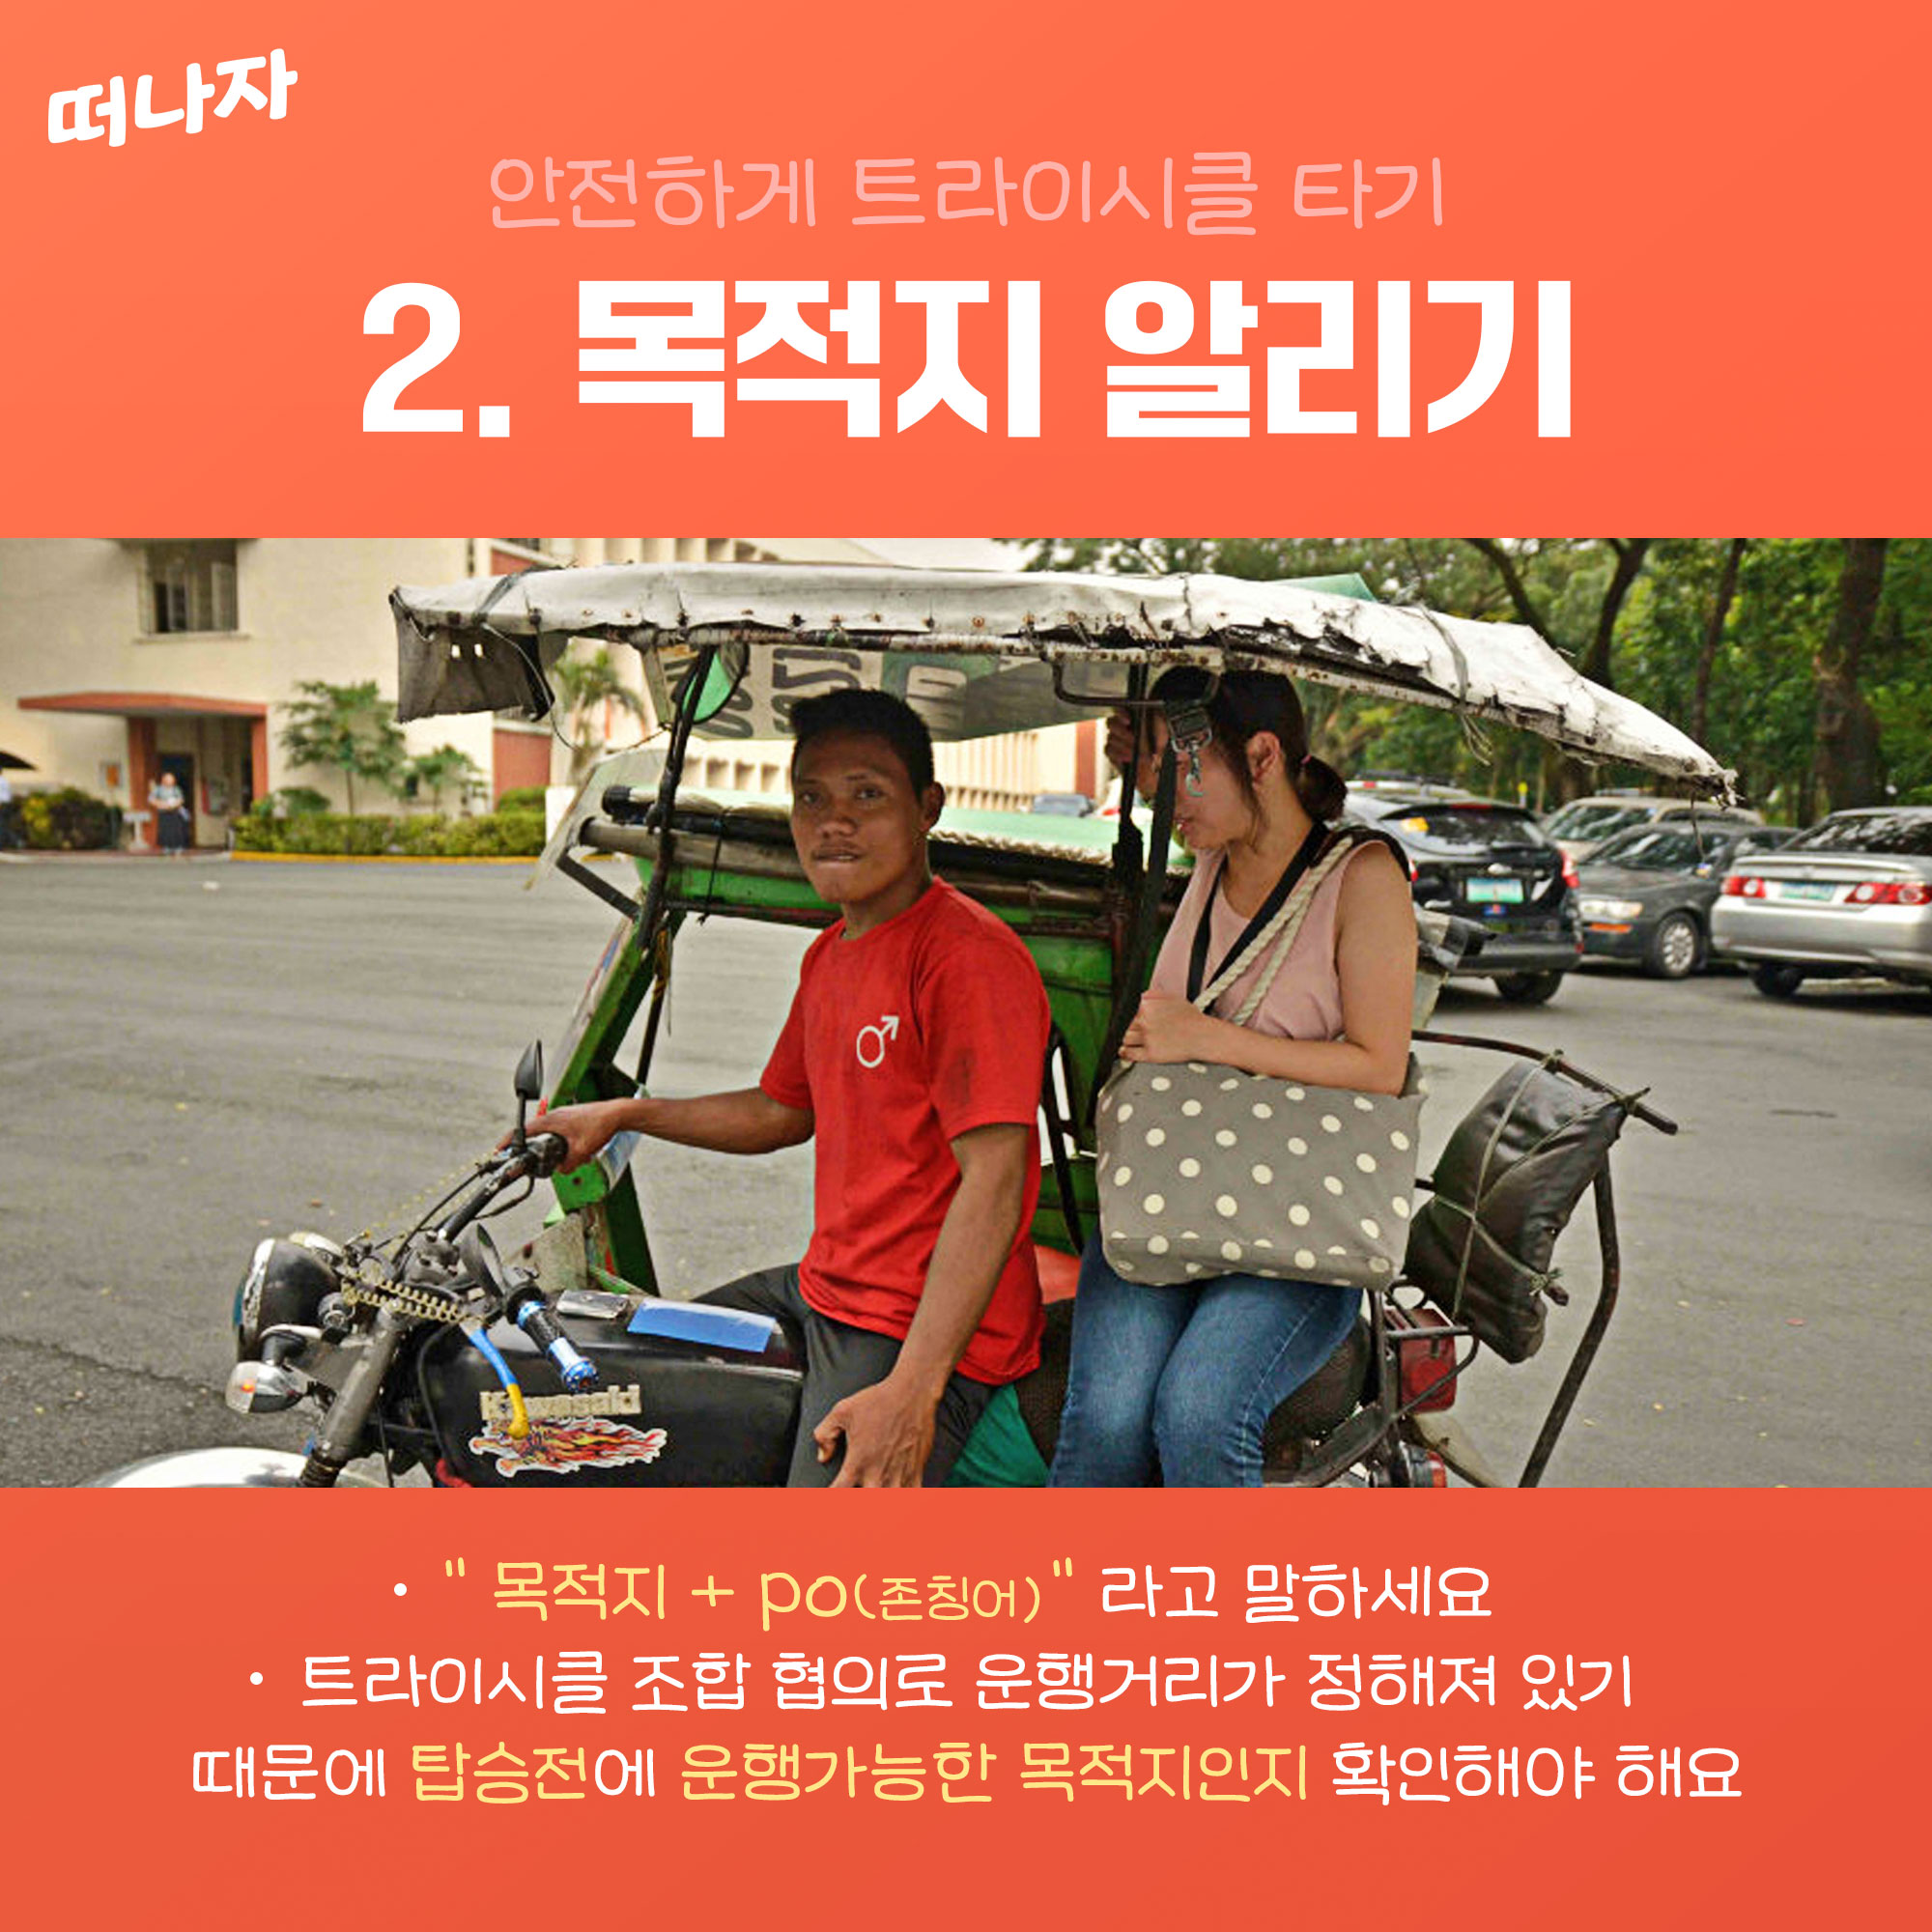 떠나자
안전하게 트라이시클 타기
2. 목적지 알리기
Kawasaki
• " 목적지 + po(존칭어)" 라고 말하세요
• 트라이시클 조합 협의로 운행거리가 정해져 있기
때문에 탑승전에 운행가능한 목적지인지 확인해야 해요